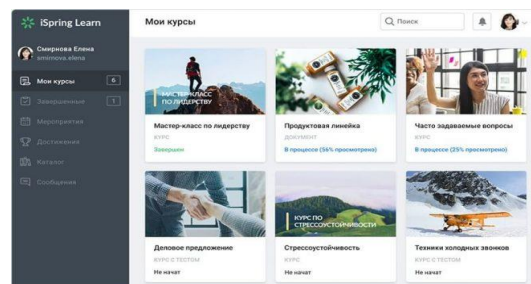 iSpring Learn
Мои курсы
Поиск
Смирнова Елена
smirnova.elena
Мои курсы 6
Завершенные 1
Мероприятия
Достижения
Каталог
Сообщения
МАСТЕР-КЛАСС
ПО ЛИДЕРСТВУ
Мастер-класс по лидерству
КУРС
Завершен
Продуктовая линейка
ДОКУМЕНТ
В процессе (56% просмотрено)
Часто задаваемые вопросы
КУРС
В процессе (25% просмотрено)
Деловое предложение
КУРС С ТЕСТОМ
Не начат
КУРС ПО
СТРЕССОУСТОЙЧИВОСТИ
Стрессоустойчивость
КУРС
Не начат
Техники холодных звонков
КУРС С ТЕСТОМ
Не начат